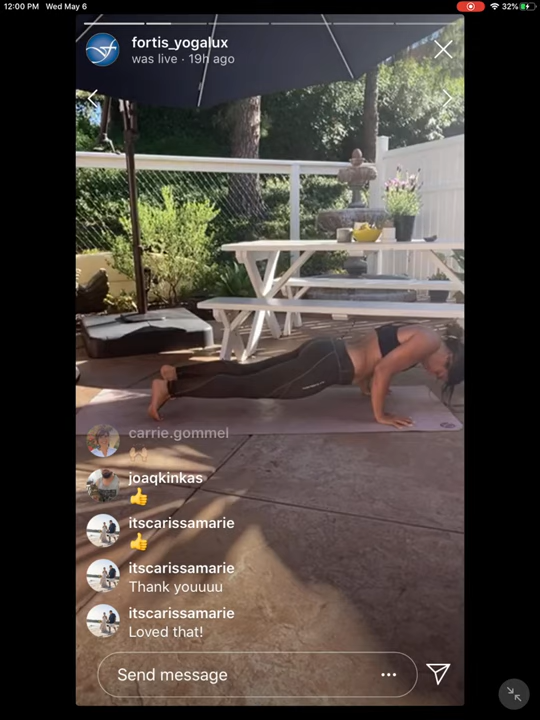 12:00 PM Wed May 6
32%
fortis_yogalux
was live · 19h ago
carrie.gommel
joaqkinkas
👍
itscarissamarie
👍
itscarissamarie
Thank youuuu
itscarissamarie
Loved that!
Send message